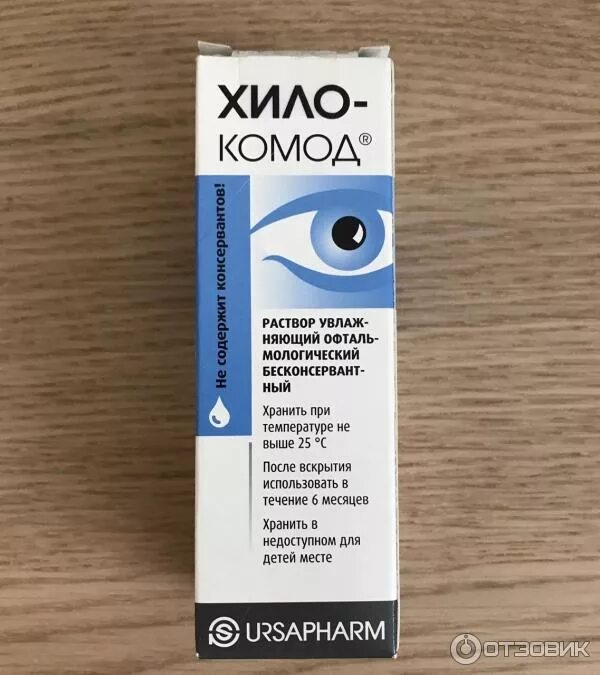 ХИЛО-
КОМОД®
Не содержит консервантов!
РАСТВОР УВЛАЖ-
НЯЮЩИЙ ОФТАЛЬ-
МОЛОГИЧЕСКИЙ
БЕСКОНСЕРВАНТ-
НЫЙ
Хранить при
температуре не
выше 25 °C
После вскрытия
использовать в
течение 6 месяцев
Хранить в
недоступном для
детей месте
URSAPHARM
ОТЗОВИК